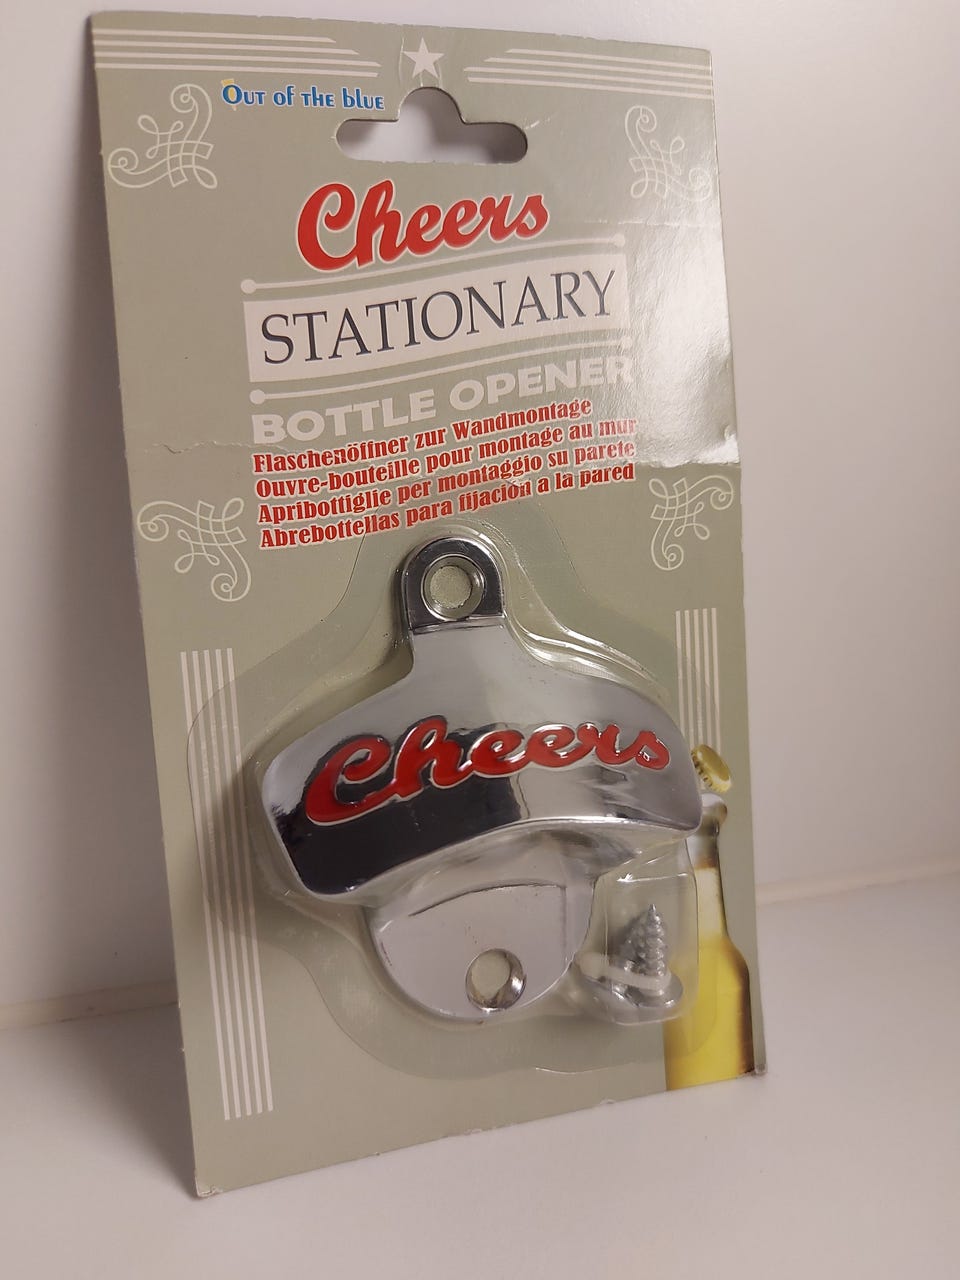 Out of the blue
Cheers
STATIONARY
BOTTLE OPENER
Flaschenöffner zur Wandmontage
Ouvre-bouteille pour montage au mur
Apribottiglie per montaggio su parete
Abrebottellas para fijación a la pared
Cheers